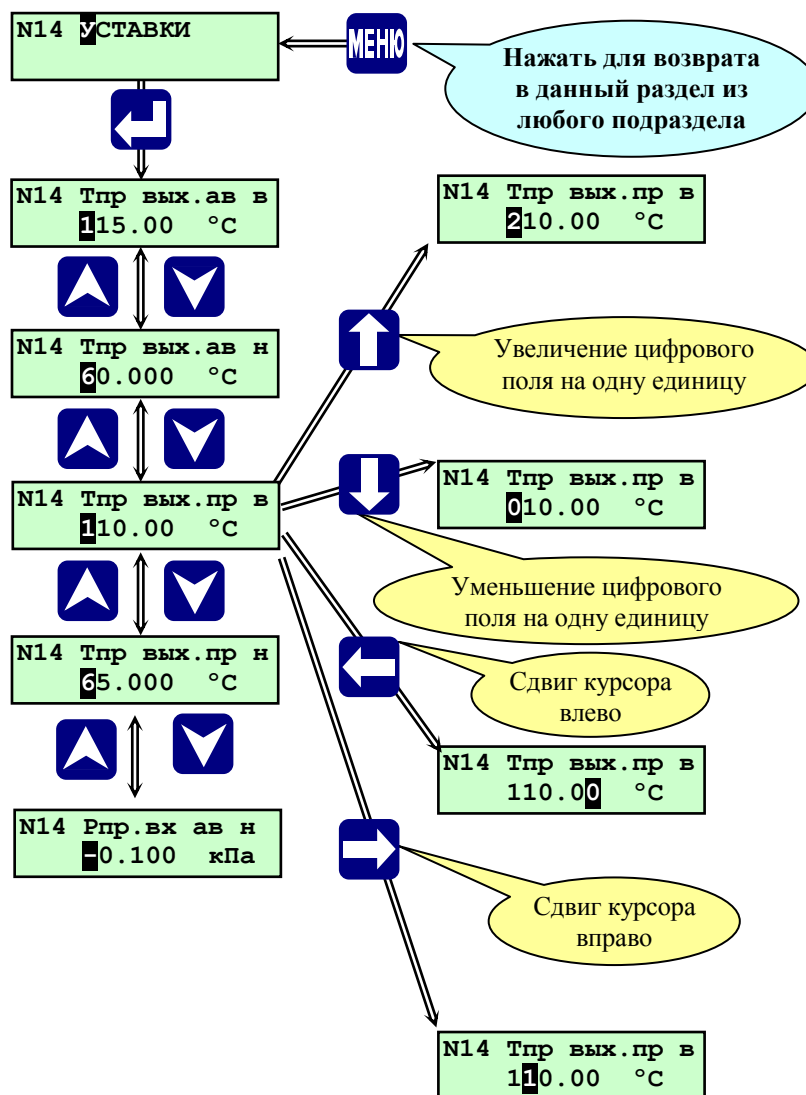 N14 УСТАВКИ
МЕНЮ
Нажать для возврата
в данный раздел из
любого подраздела
N14 Тпр вых.ав в
115.00 °C
N14 Тпр вых.ав н
60.000 °C
N14 Тпр вых.пр в
110.00 °C
N14 Тпр вых.пр н
65.000 °C
N14 Рпр.вх ав н
-0.100 кПа
N14 Тпр вых.пр в
210.00 °C
Увеличение цифрового
поля на одну единицу
N14 Тпр вых.пр в
010.00 °C
Уменьшение цифрового
поля на одну единицу
Сдвиг курсора
влево
N14 Тпр вых.пр в
110.00 °C
Сдвиг курсора
вправо
N14 Тпр вых.пр в
110.00 °C